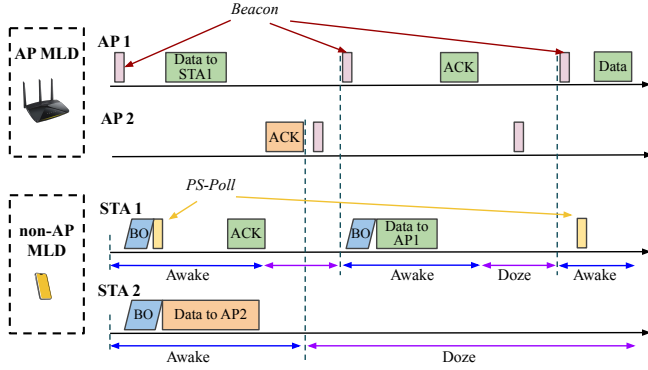 Beacon
AP MLD
AP 1
Data to
STA1
ACK
Data
AP 2
ACK
PS-Poll
non-AP
MLD
STA 1
BO
ACK
BO
Data to
AP1
Awake
Awake
Doze
Awake
STA 2
BO
Data to AP2
Awake
Doze